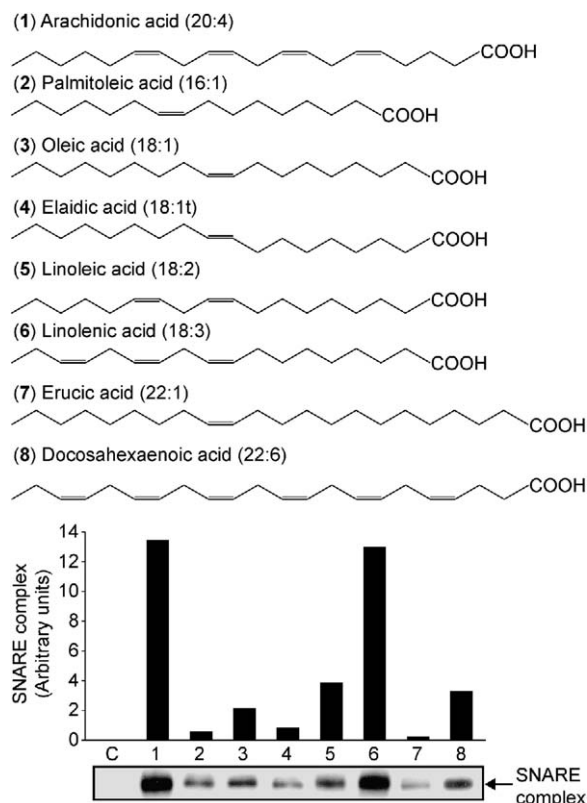 (1) Arachidonic acid (20:4)
COOH
(2) Palmitoleic acid (16:1)
COOH
(3) Oleic acid (18:1)
COOH
(4) Elaidic acid (18:1t)
COOH
(5) Linoleic acid (18:2)
COOH
(6) Linolenic acid (18:3)
COOH
(7) Erucic acid (22:1)
COOH
(8) Docosahexaenoic acid (22:6)
COOH
SNARE complex
(Arbitrary units)
14
12
10
8
6
4
2
0
C 1 2 3 4 5 6 7 8
SNARE
complex